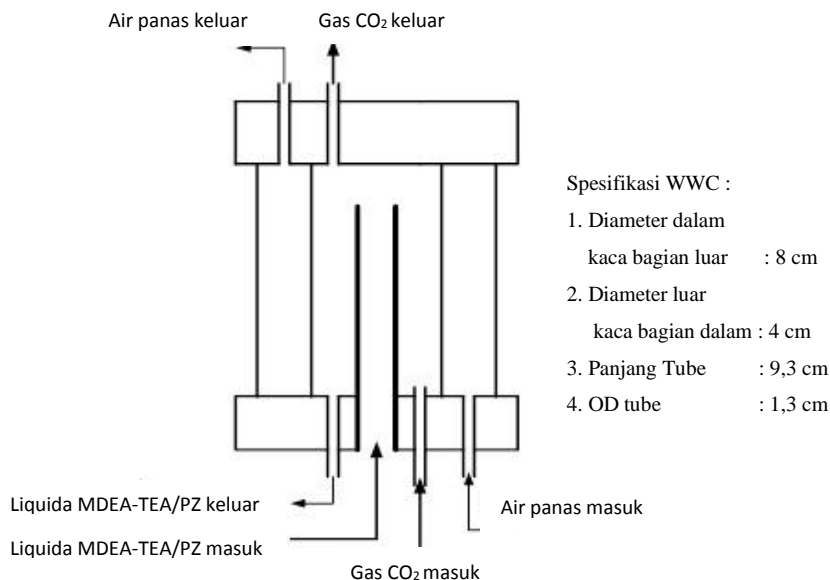 Air panas keluar
Gas CO₂ keluar
Spesifikasi WWC :
1. Diameter dalam
kaca bagian luar : 8 cm
2. Diameter luar
kaca bagian dalam : 4 cm
3. Panjang Tube : 9,3 cm
4. OD tube : 1,3 cm
Liquida MDEA-TEA/PZ keluar
Air panas masuk
Liquida MDEA-TEA/PZ masuk
Gas CO₂ masuk